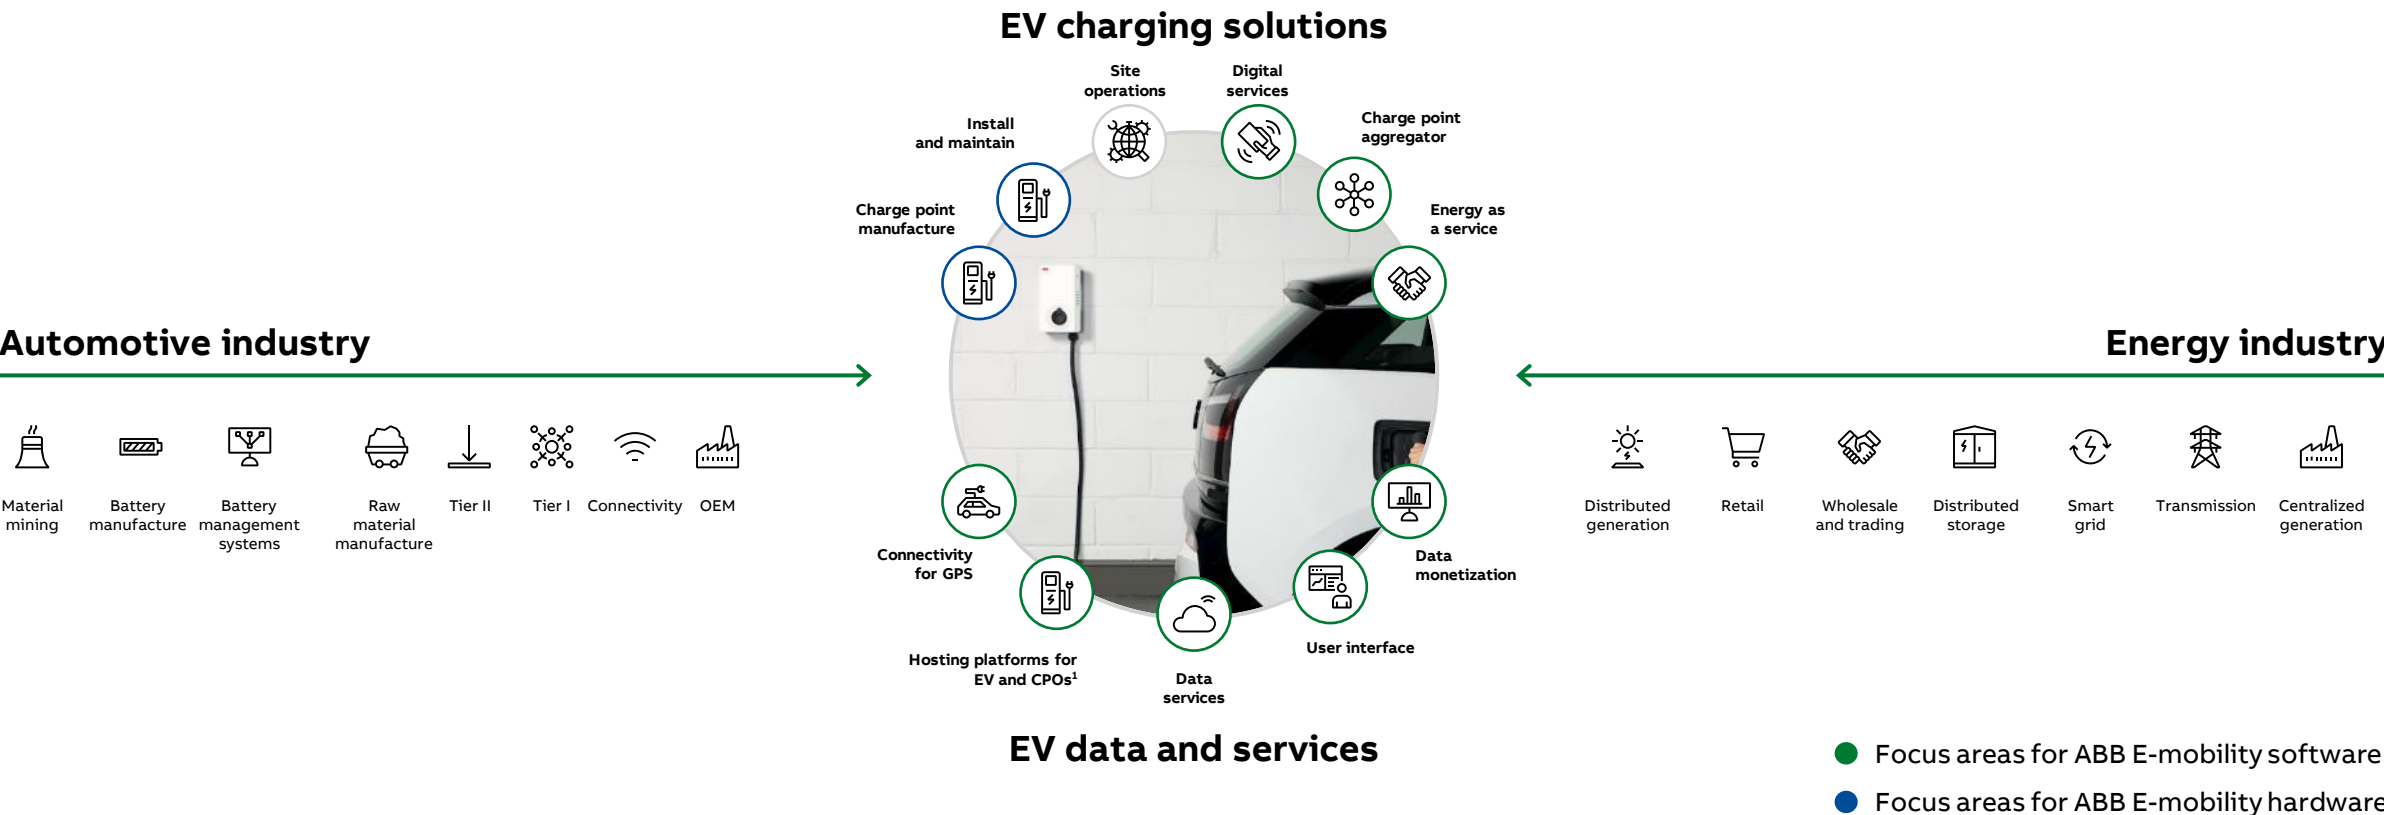 EV charging solutions
Site
operations
Digital
services
Install
and maintain
Charge point
aggregator
Charge point
manufacture
Energy as
a service
Automotive industry
Energy industry
Material
mining
Battery
manufacture
Battery
management
systems
Raw
material
manufacture
Tier II
Tier I
Connectivity
OEM
Distributed
generation
Retail
Wholesale
and trading
Distributed
storage
Smart
grid
Transmission
Centralized
generation
Connectivity
for GPS
Data
monetization
Hosting platforms for
EV and CPOs¹
User interface
Data
services
EV data and services
Focus areas for ABB E-mobility software
Focus areas for ABB E-mobility hardware